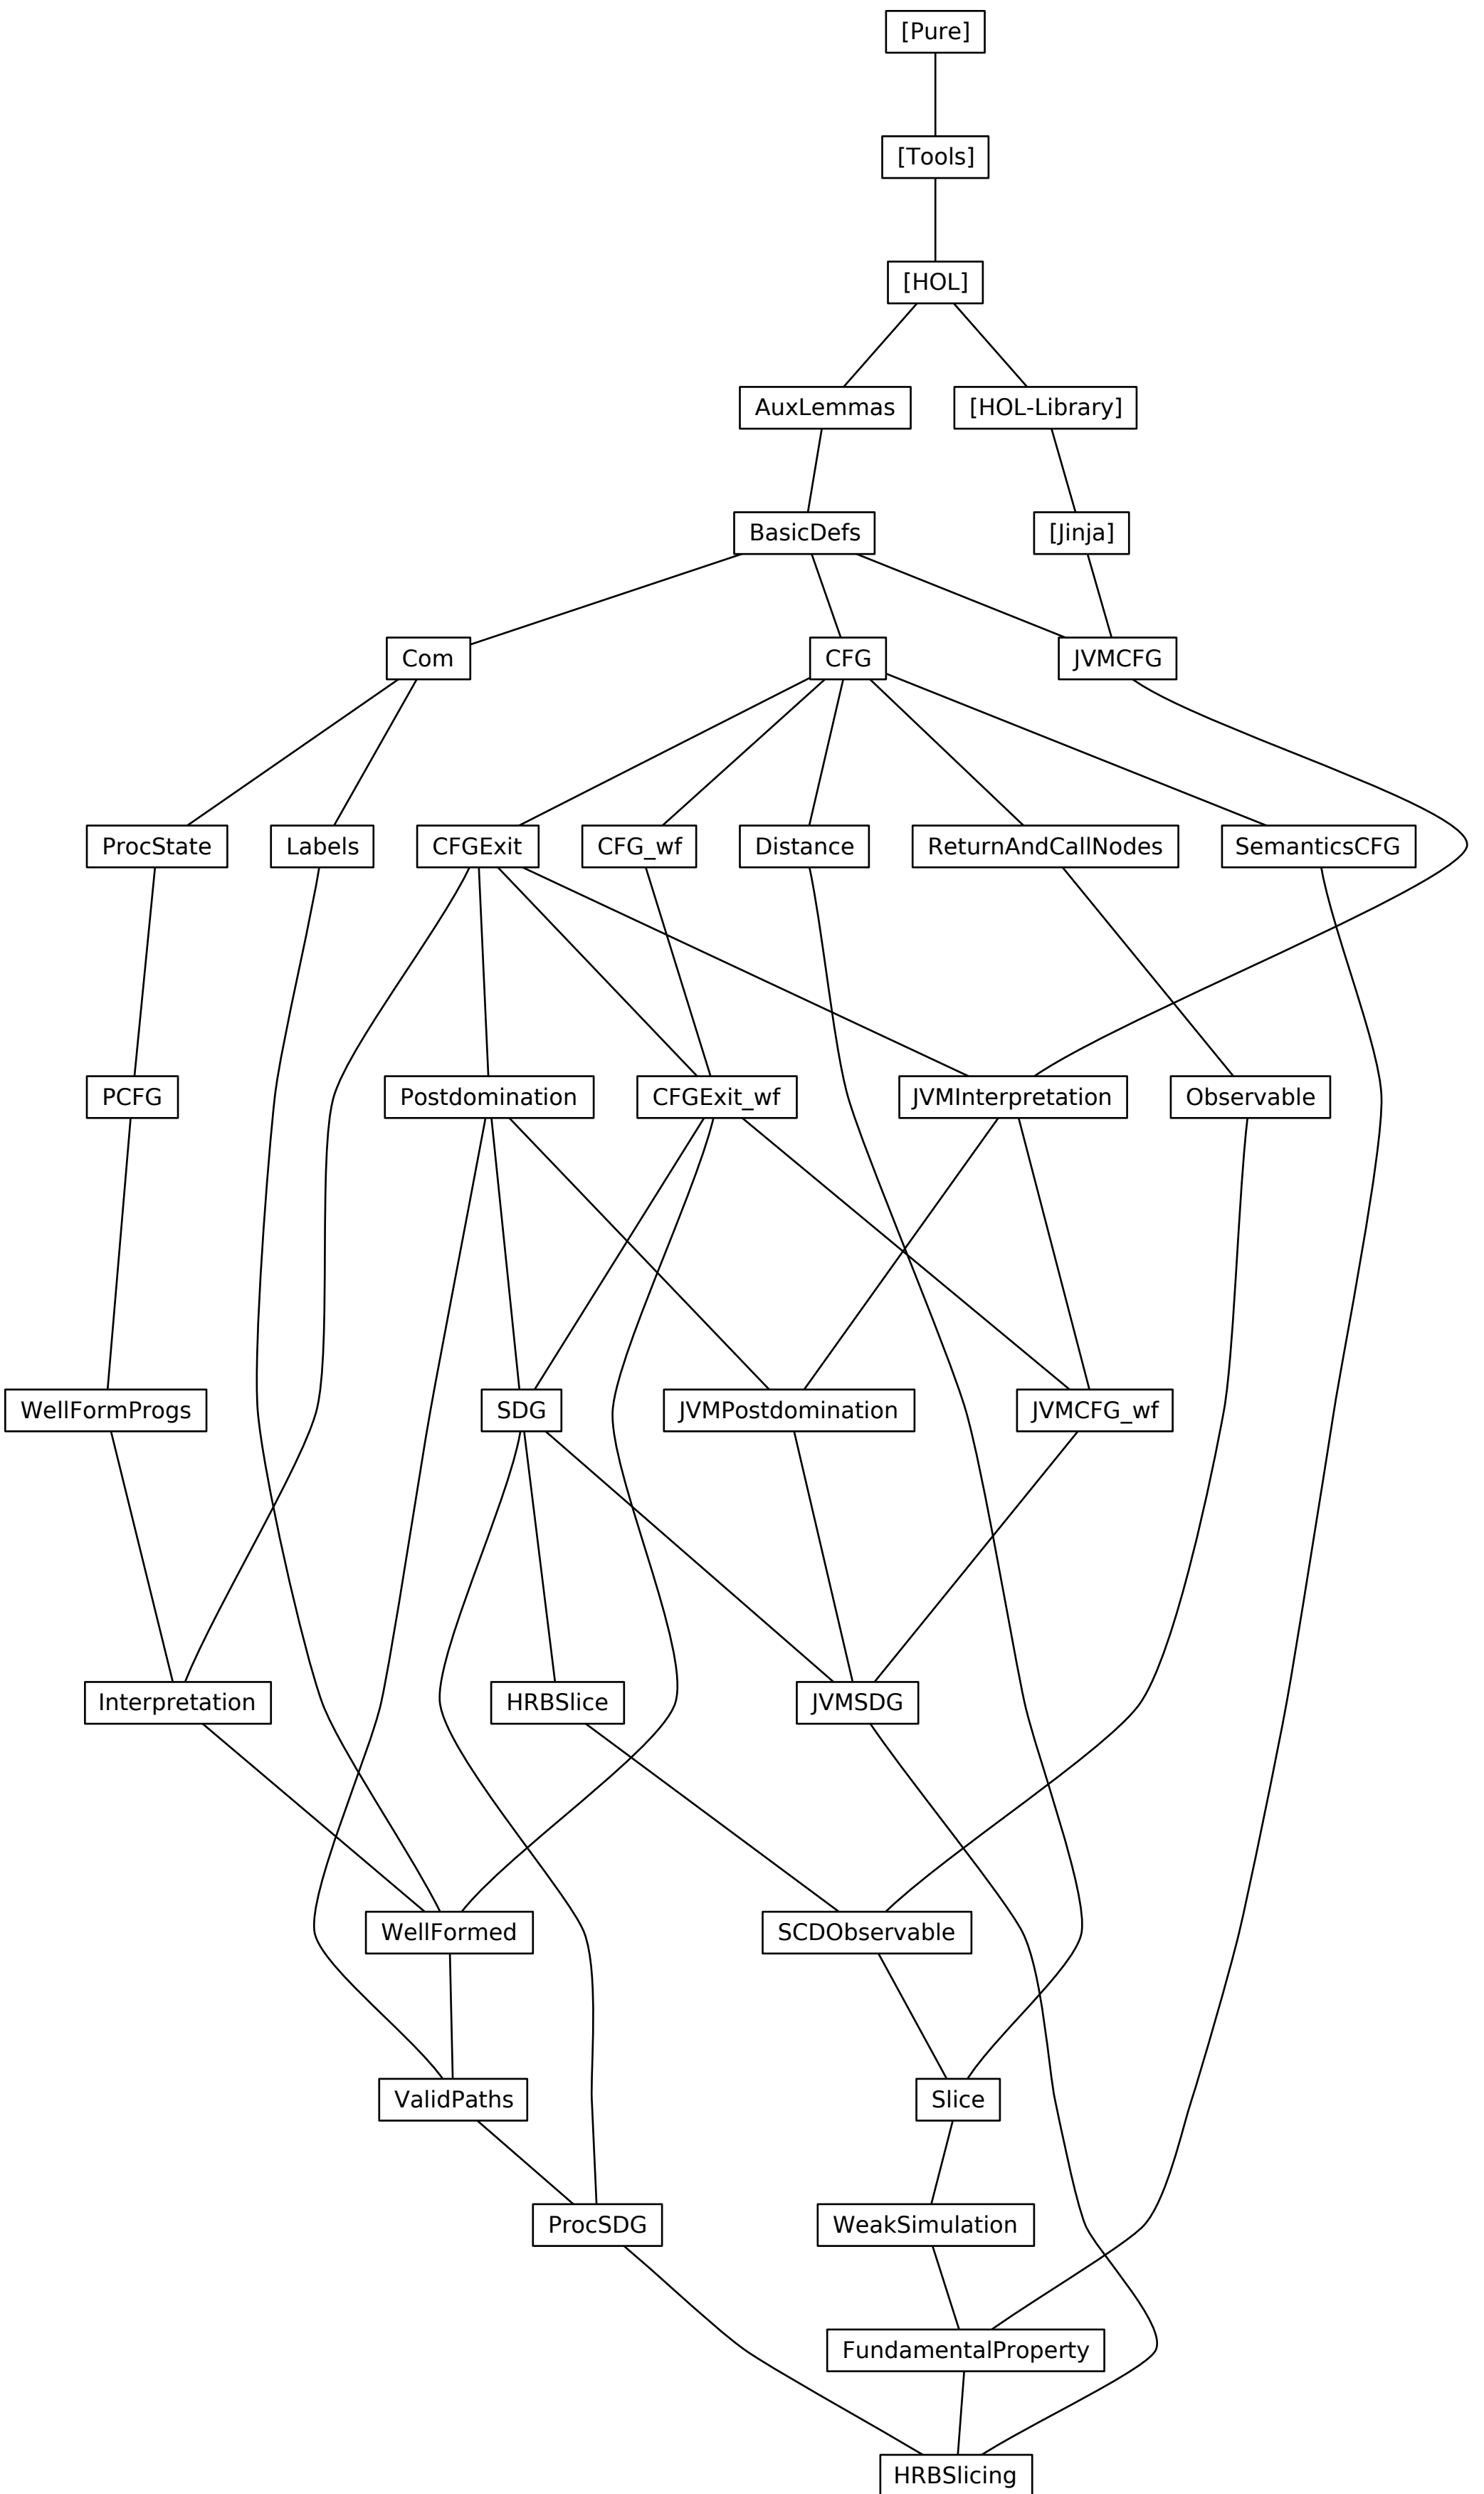 [Pure]
[Tools]
[HOL]
AuxLemmas
[HOL-Library]
BasicDefs
[Jinja]
Com
CFG
JVMCFG
ProcState
Labels
CFGExit
CFG_wf
Distance
ReturnAndCallNodes
SemanticsCFG
PCFG
Postdomination
CFGExit_wf
JVMInterpretation
Observable
WellFormProgs
SDG
JVMPostdomination
JVMCFG_wf
Interpretation
HRBSlice
JVMSDG
WellFormed
SCDObservable
ValidPaths
Slice
ProcSDG
WeakSimulation
FundamentalProperty
HRBSlicing